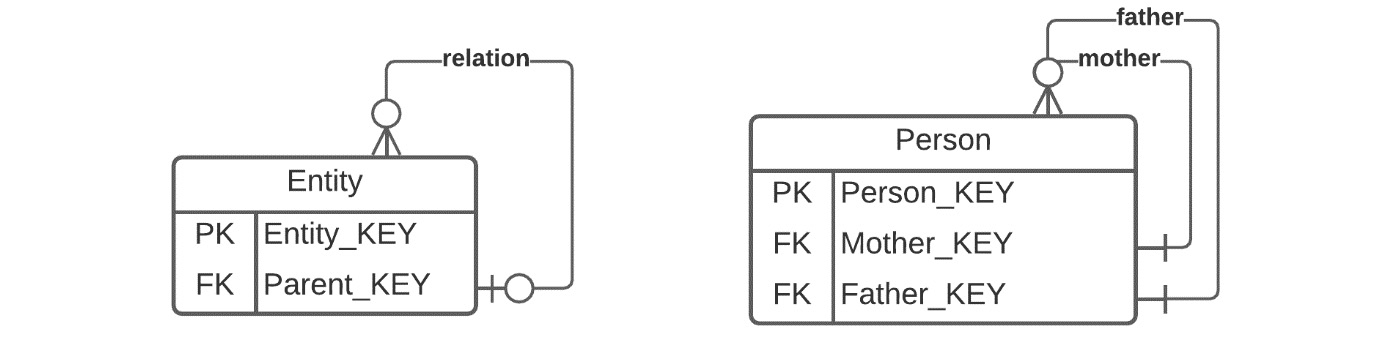 relation
Entity
PK Entity_KEY
FK Parent_KEY
father
mother
Person
PK Person_KEY
FK Mother_KEY
FK Father_KEY